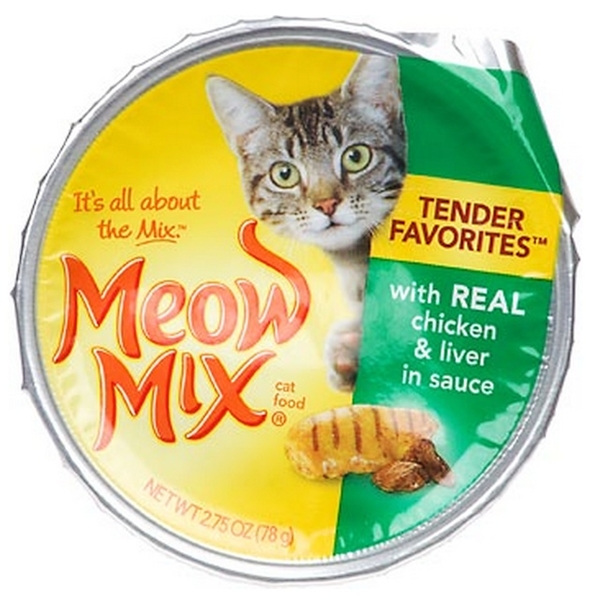 It's all about
the Mix.™
Meow
Mix
cat
food
®
TENDER
FAVORITES™
with REAL
chicken
& liver
in sauce
NET WT 2.75 OZ (78 g)